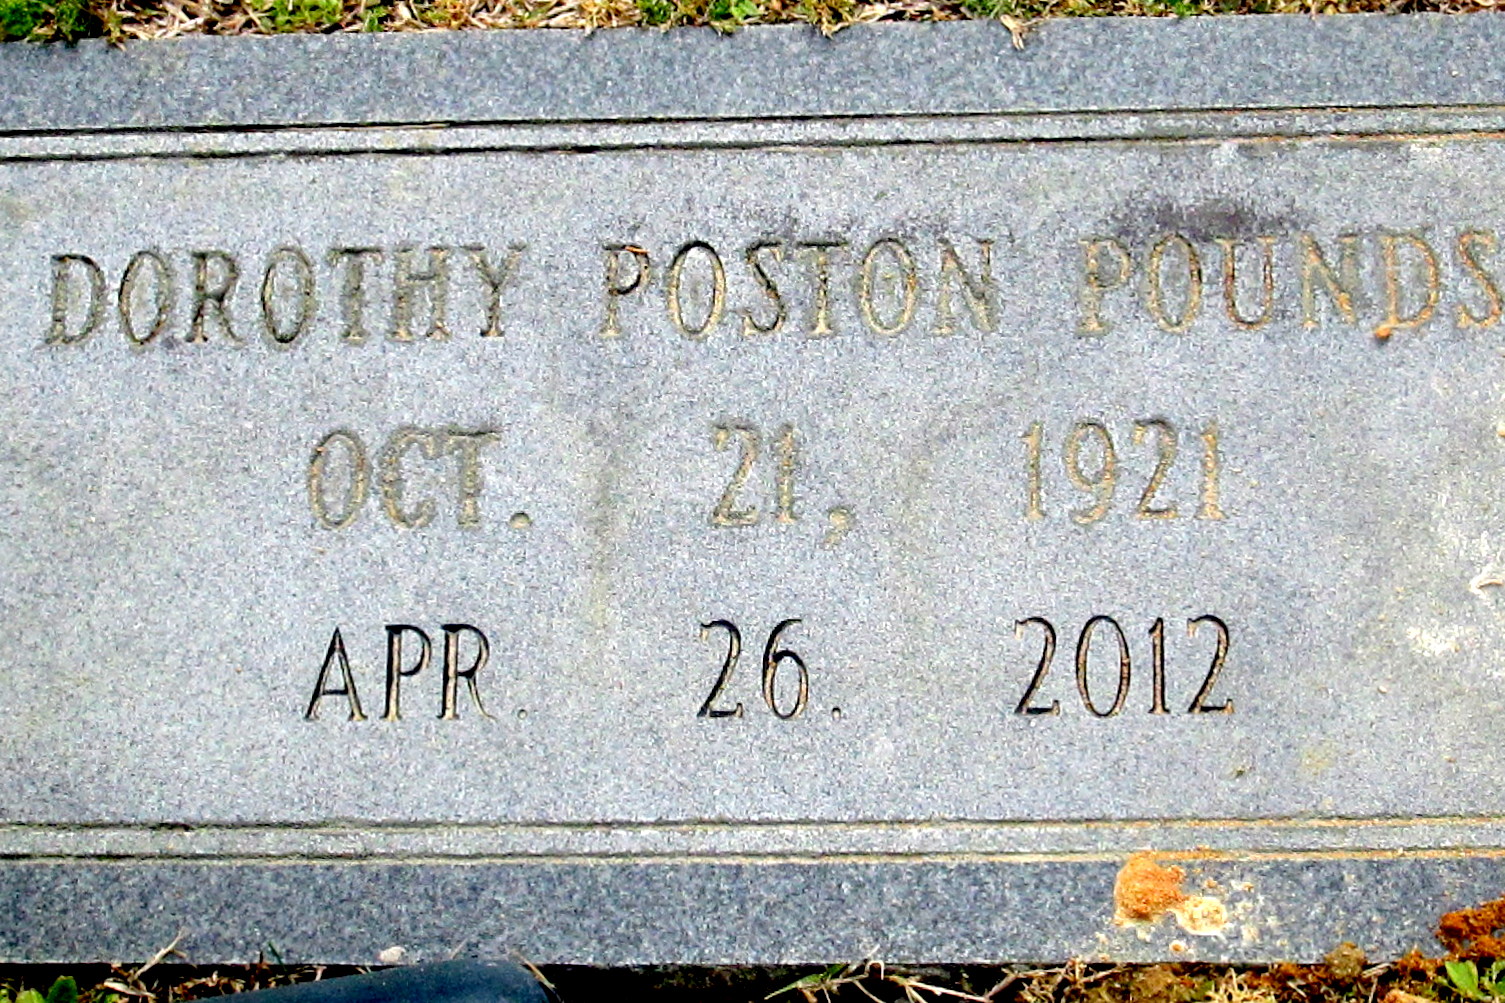 DOROTHY POSTON POUNDS
OCT. 21, 1921
APR. 26. 2012